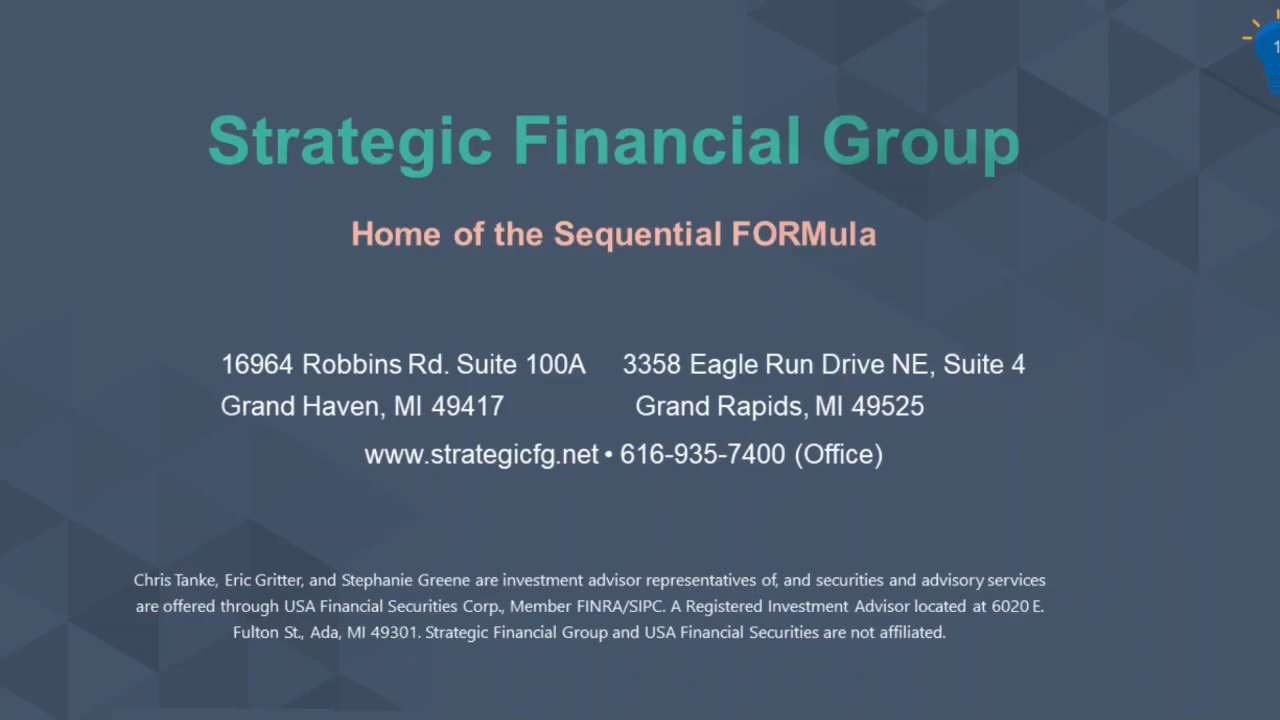 Strategic Financial Group
Home of the Sequential FORMula
16964 Robbins Rd. Suite 100A
Grand Haven, MI 49417
3358 Eagle Run Drive NE, Suite 4
Grand Rapids, MI 49525
www.strategicfg.net • 616-935-7400 (Office)
Chris Tanke, Eric Gritter, and Stephanie Greene are investment advisor representatives of, and securities and advisory services
are offered through USA Financial Securities Corp., Member FINRA/SIPC. A Registered Investment Advisor located at 6020 E.
Fulton St., Ada, MI 49301. Strategic Financial Group and USA Financial Securities are not affiliated.